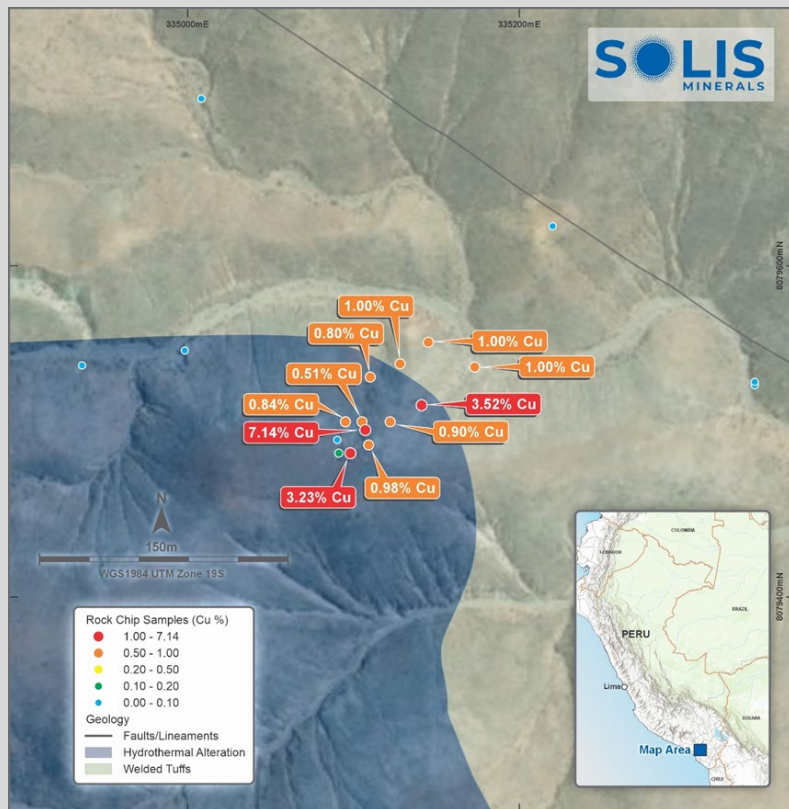 335000mE
335200mE
SOLIS
MINERALS
8079600mN
1.00% Cu
0.80% Cu
1.00% Cu
1.00% Cu
0.51% Cu
0.84% Cu
3.52% Cu
7.14% Cu
0.90% Cu
3.23% Cu
0.98% Cu
N
150m
WGS1984 UTM Zone 19S
8079400mN
Rock Chip Samples (Cu %)
1.00 - 7.14
0.50 - 1.00
0.20 - 0.50
0.10 - 0.20
0.00 - 0.10
Geology
Faults/Lineaments
Hydrothermal Alteration
Welded Tuffs
COLOMBIA
ECUADOR
BRAZIL
PERU
Lima
BOLIVIA
Map Area
CHILE